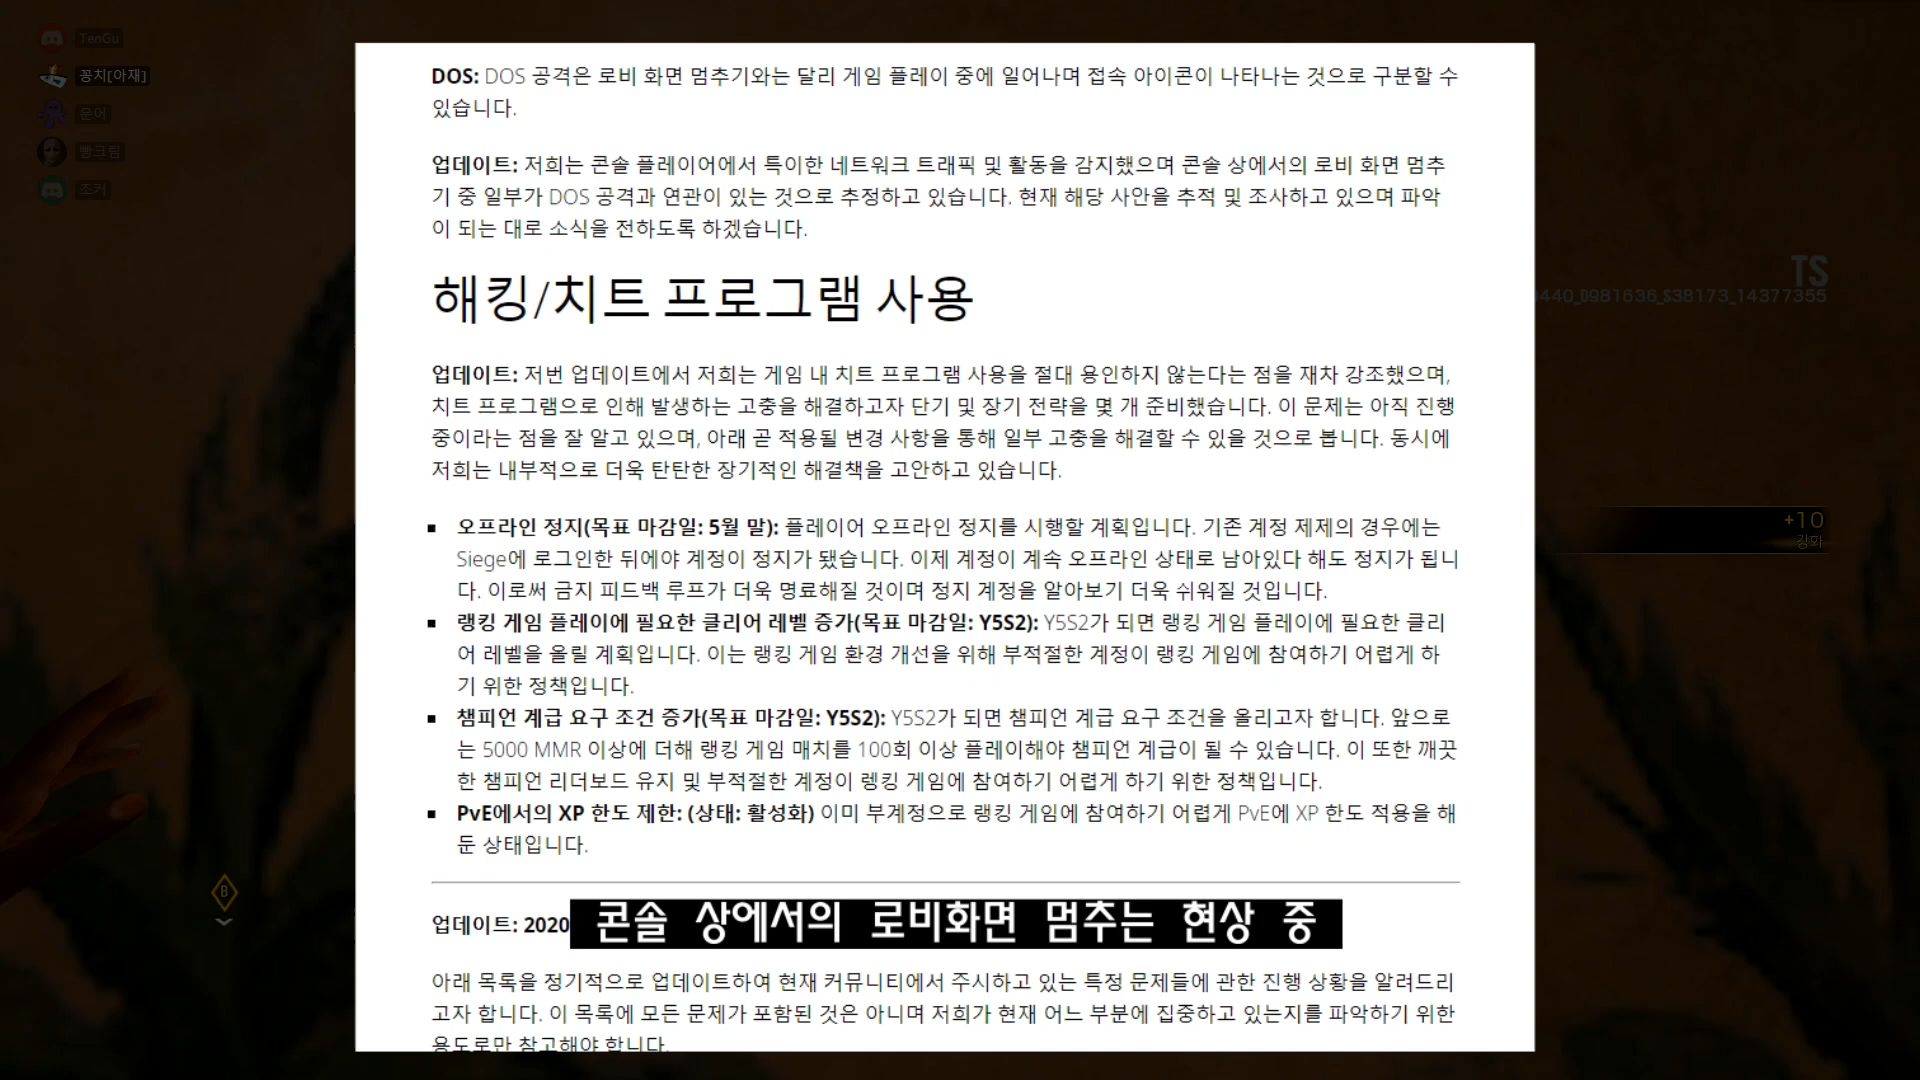 TenGu
꽁치[아재]
문어
빵크림
조커
DOS: DOS 공격은 로비 화면 멈추기와는 달리 게임 플레이 중에 일어나며 접속 아이콘이 나타나는 것으로 구분할 수
있습니다.
업데이트: 저희는 콘솔 플레이어에서 특이한 네트워크 트래픽 및 활동을 감지했으며 콘솔 상에서의 로비 화면 멈추
기 중 일부가 DOS 공격과 연관이 있는 것으로 추정하고 있습니다. 현재 해당 사안을 추적 및 조사하고 있으며 파악
이 되는 대로 소식을 전하도록 하겠습니다.
해킹/치트 프로그램 사용
업데이트: 저번 업데이트에서 저희는 게임 내 치트 프로그램 사용을 절대 용인하지 않는다는 점을 재차 강조했으며,
치트 프로그램으로 인해 발생하는 고충을 해결하고자 단기 및 장기 전략을 몇 개 준비했습니다. 이 문제는 아직 진행
중이라는 점을 잘 알고 있으며, 아래 곧 적용될 변경 사항을 통해 일부 고충을 해결할 수 있을 것으로 봅니다. 동시에
저희는 내부적으로 더욱 탄탄한 장기적인 해결책을 고안하고 있습니다.
오프라인 정지(목표 마감일: 5월 말): 플레이어 오프라인 정지를 시행할 계획입니다. 기존 계정 제제의 경우에는
Siege에 로그인한 뒤에야 계정이 정지가 됐습니다. 이제 계정이 계속 오프라인 상태로 남아있다 해도 정지가 됩니
다. 이로써 금지 피드백 루프가 더욱 명료해질 것이며 정지 계정을 알아보기 더욱 쉬워질 것입니다.
랭킹 게임 플레이에 필요한 클리어 레벨 증가(목표 마감일: Y5S2): Y5S2가 되면 랭킹 게임 플레이에 필요한 클리
어 레벨을 올릴 계획입니다. 이는 랭킹 게임 환경 개선을 위해 부적절한 계정이 랭킹 게임에 참여하기 어렵게 하
기 위한 정책입니다.
챔피언 계급 요구 조건 증가(목표 마감일: Y5S2): Y5S2가 되면 챔피언 계급 요구 조건을 올리고자 합니다. 앞으로
는 5000 MMR 이상에 더해 랭킹 게임 매치를 100회 이상 플레이해야 챔피언 계급이 될 수 있습니다. 이 또한 깨끗
한 챔피언 리더보드 유지 및 부적절한 계정이 렝킹 게임에 참여하기 어렵게 하기 위한 정책입니다.
PvE에서의 XP 한도 제한: (상태: 활성화) 이미 부계정으로 랭킹 게임에 참여하기 어렵게 PvE에 XP 한도 적용을 해
둔 상태입니다.
업데이트: 2020
콘솔 상에서의 로비화면 멈추는 현상 중
아래 목록을 정기적으로 업데이트하여 현재 커뮤니티에서 주시하고 있는 특정 문제들에 관한 진행 상황을 알려드리
고자 합니다. 이 목록에 모든 문제가 포함된 것은 아니며 저희가 현재 어느 부분에 집중하고 있는지를 파악하기 위한
용도로만 참고해야 합니다.
TS
+10
강화
B